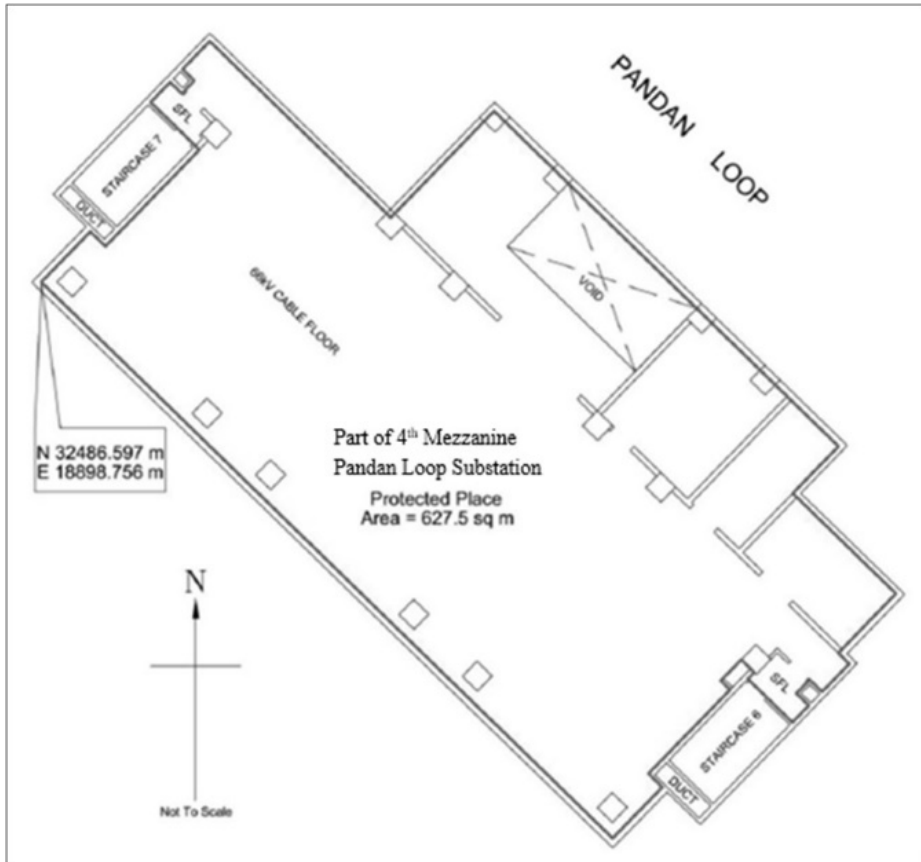 PANDAN LOOP
SFL
STAIRCASE 7
DUCT
VOID
66kV CABLE FLOOR
N 32486.597 m
E 18898.756 m
Part of 4th Mezzanine
Pandan Loop Substation
Protected Place
Area = 627.5 sq m
N
Not To Scale
SFL
STAIRCASE 6
DUCT